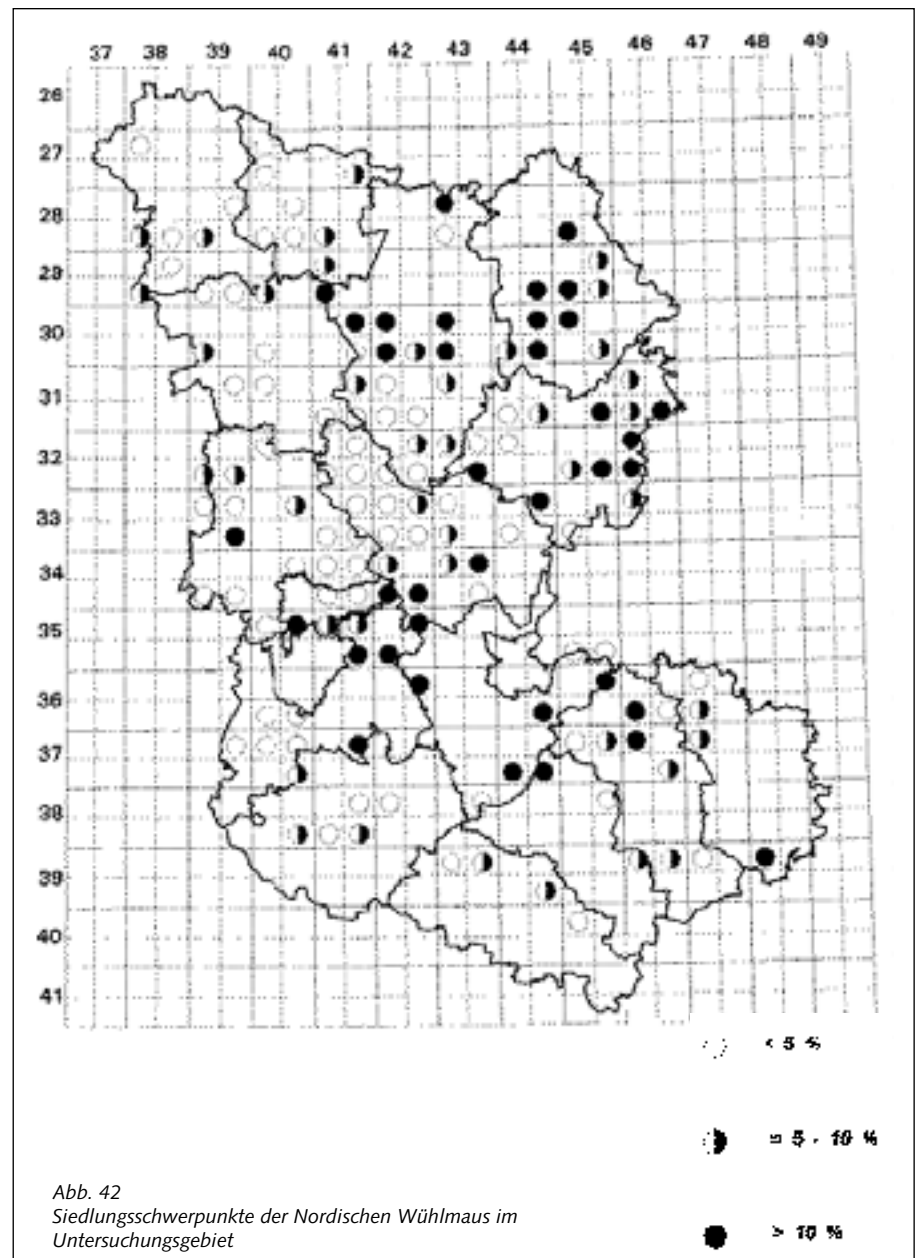 37 38 39 40 41 42 43 44 45 46 47 48 49
26
27
28
29
30
31
32
33
34
35
36
37
38
39
40
41
< 5 %
= 5 - 10 %
> 10 %
Abb. 42
Siedlungsschwerpunkte der Nordischen Wühlmaus im
Untersuchungsgebiet